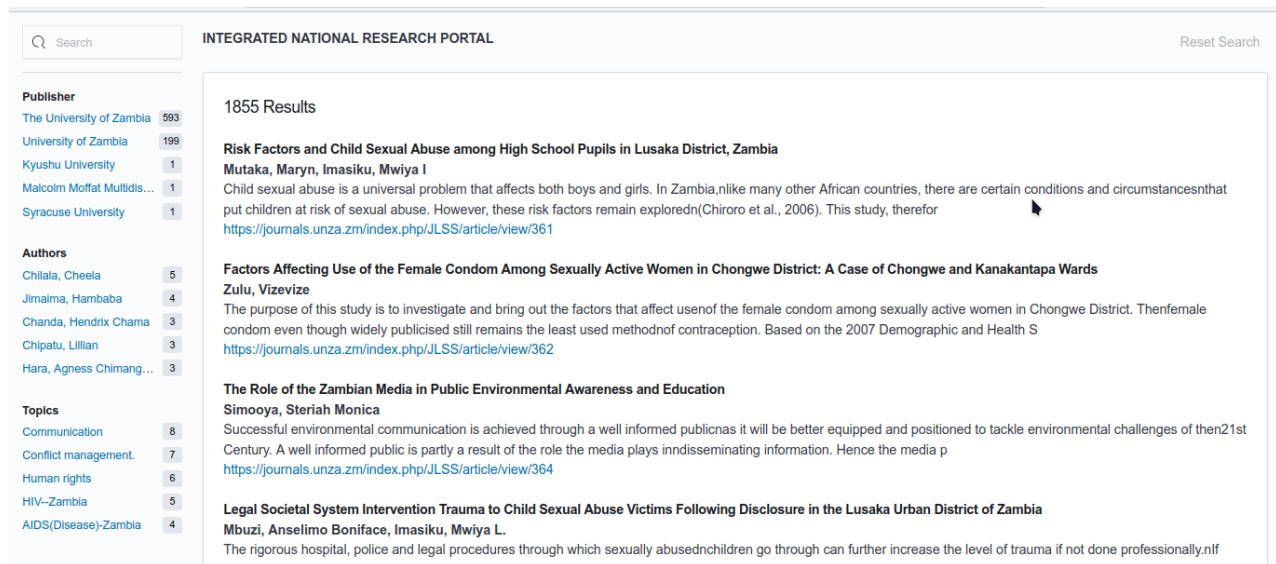 Search
INTEGRATED NATIONAL RESEARCH PORTAL
Reset Search
Publisher
The University of Zambia 593
University of Zambia 199
Kyushu University 1
Malcolm Moffat Multidis... 1
Syracuse University 1
Authors
Chilala, Cheela 5
Jimaima, Hambaba 4
Chanda, Hendrix Chama 3
Chipatu, Lillian 3
Hara, Agness Chimang... 3
Topics
Communication 8
Conflict management. 7
Human rights 6
HIV--Zambia 5
AIDS(Disease)-Zambia 4
1855 Results
Risk Factors and Child Sexual Abuse among High School Pupils in Lusaka District, Zambia
Mutaka, Maryn, Imasiku, Mwiya I
Child sexual abuse is a universal problem that affects both boys and girls. In Zambia,nlike many other African countries, there are certain conditions and circumstancesnthat
put children at risk of sexual abuse. However, these risk factors remain exploredn(Chiroro et al., 2006). This study, therefor
https://journals.unza.zm/index.php/JLSS/article/view/361
Factors Affecting Use of the Female Condom Among Sexually Active Women in Chongwe District: A Case of Chongwe and Kanakantapa Wards
Zulu, Vizevize
The purpose of this study is to investigate and bring out the factors that affect usenof the female condom among sexually active women in Chongwe District. Thenfemale
condom even though widely publicised still remains the least used methodnof contraception. Based on the 2007 Demographic and Health S
https://journals.unza.zm/index.php/JLSS/article/view/362
The Role of the Zambian Media in Public Environmental Awareness and Education
Simooya, Steriah Monica
Successful environmental communication is achieved through a well informed publicnas it will be better equipped and positioned to tackle environmental challenges of then21st
Century. A well informed public is partly a result of the role the media plays inndisseminating information. Hence the media p
https://journals.unza.zm/index.php/JLSS/article/view/364
Legal Societal System Intervention Trauma to Child Sexual Abuse Victims Following Disclosure in the Lusaka Urban District of Zambia
Mbuzi, Anselimo Boniface, Imasiku, Mwiya L.
The rigorous hospital, police and legal procedures through which sexually abusednchildren go through can further increase the level of trauma if not done professionally.nIf